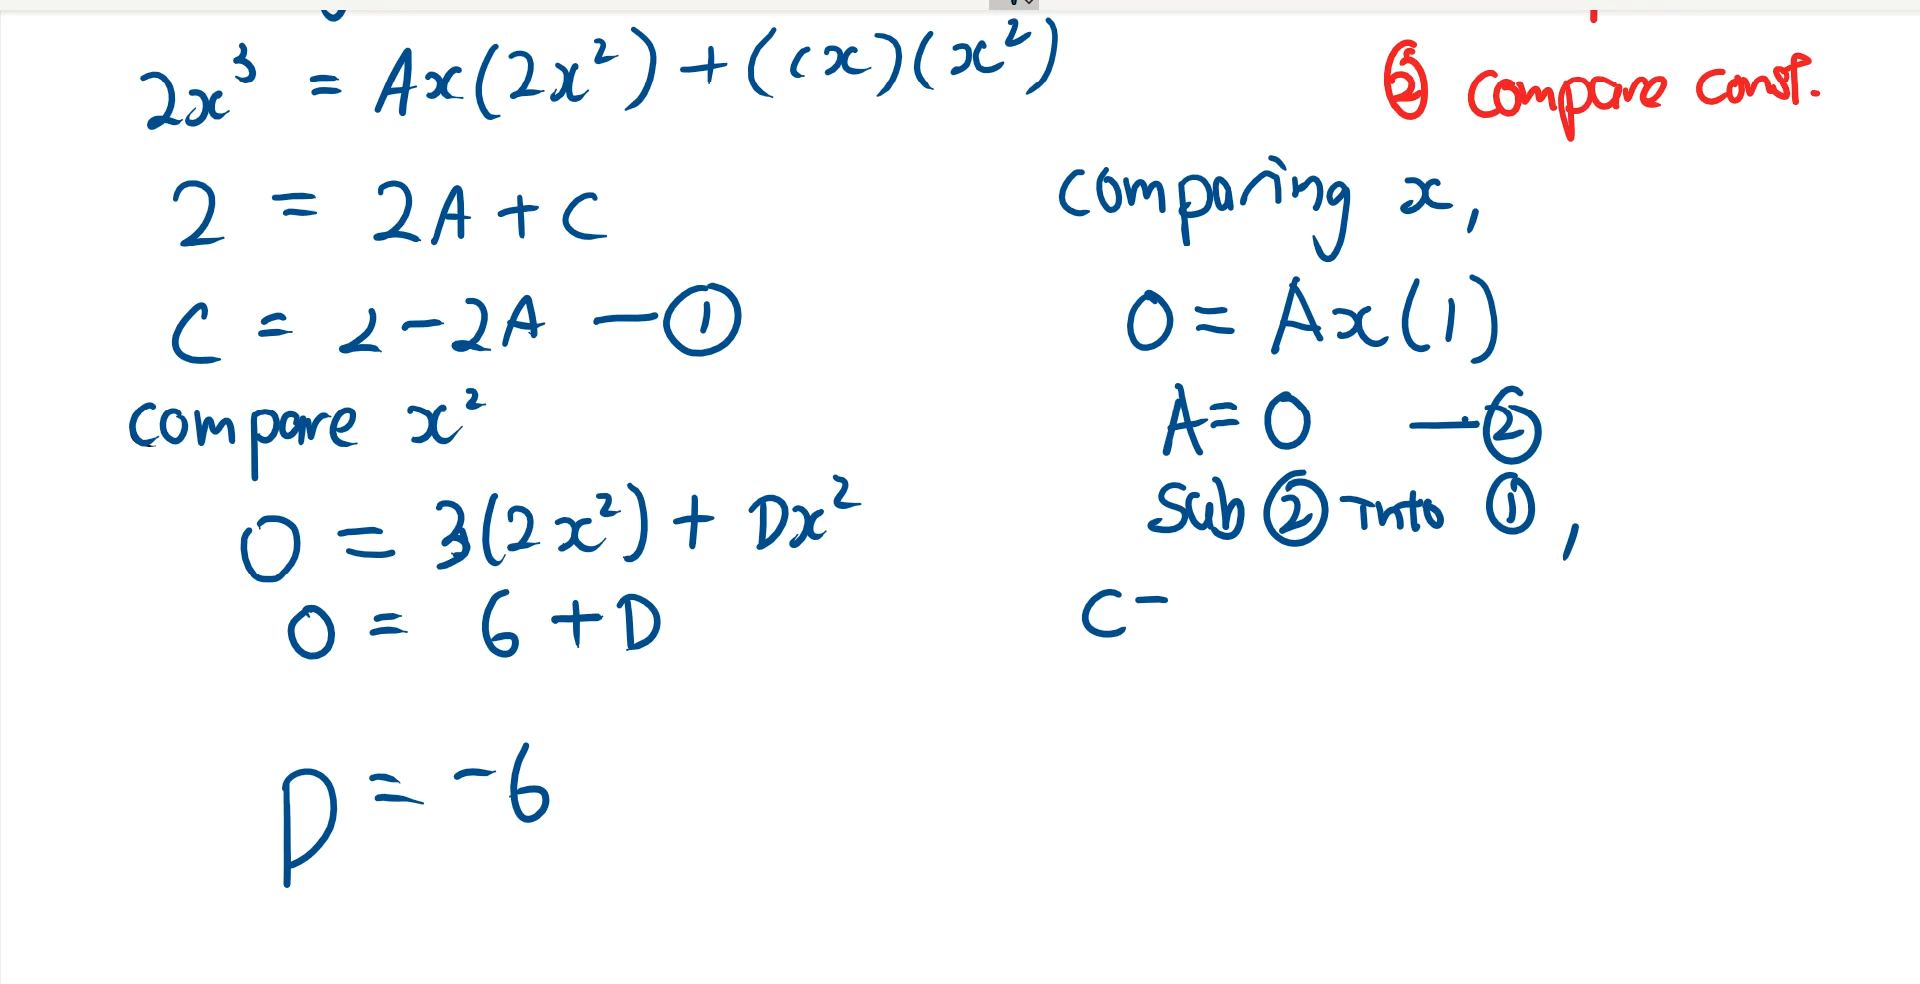 2x³ = Ax(2x²) + (cx)(x²)
2 = 2A + C
C = 2 - 2A — ①
compare x²
0 = 3(2x²) + Dx²
0 = 6 + D
D = -6
② compare const.
comparing x,
0 = Ax(1)
A = 0 — ②
Sub ② into ①,
C -